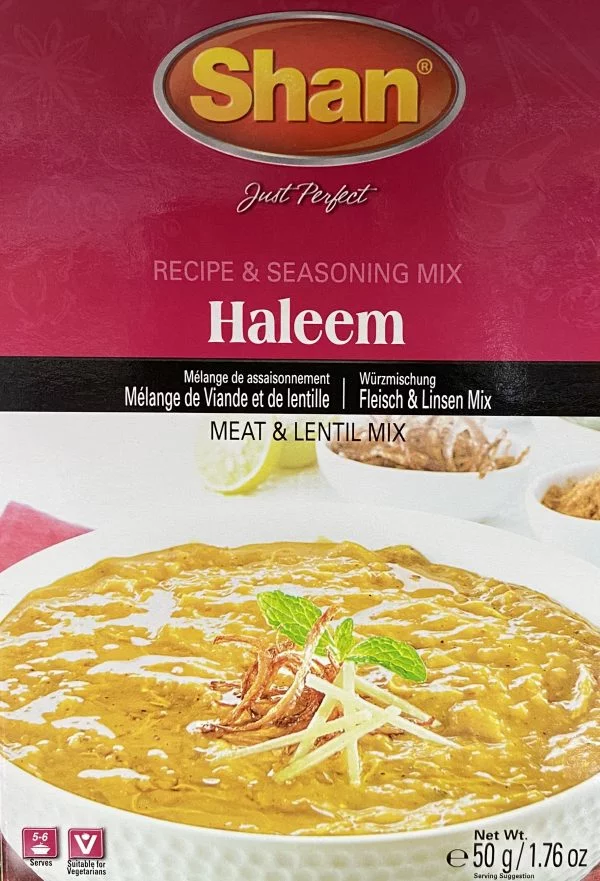 Shan®
Just Perfect
RECIPE & SEASONING MIX
Haleem
Mélange de assaisonnement
Mélange de Viande et de lentille
Würzmischung
Fleisch & Linsen Mix
MEAT & LENTIL MIX
5-6
Serves
V
Suitable for
Vegetarians
Net Wt.
e 50 g/1.76 oz
Serving Suggestion